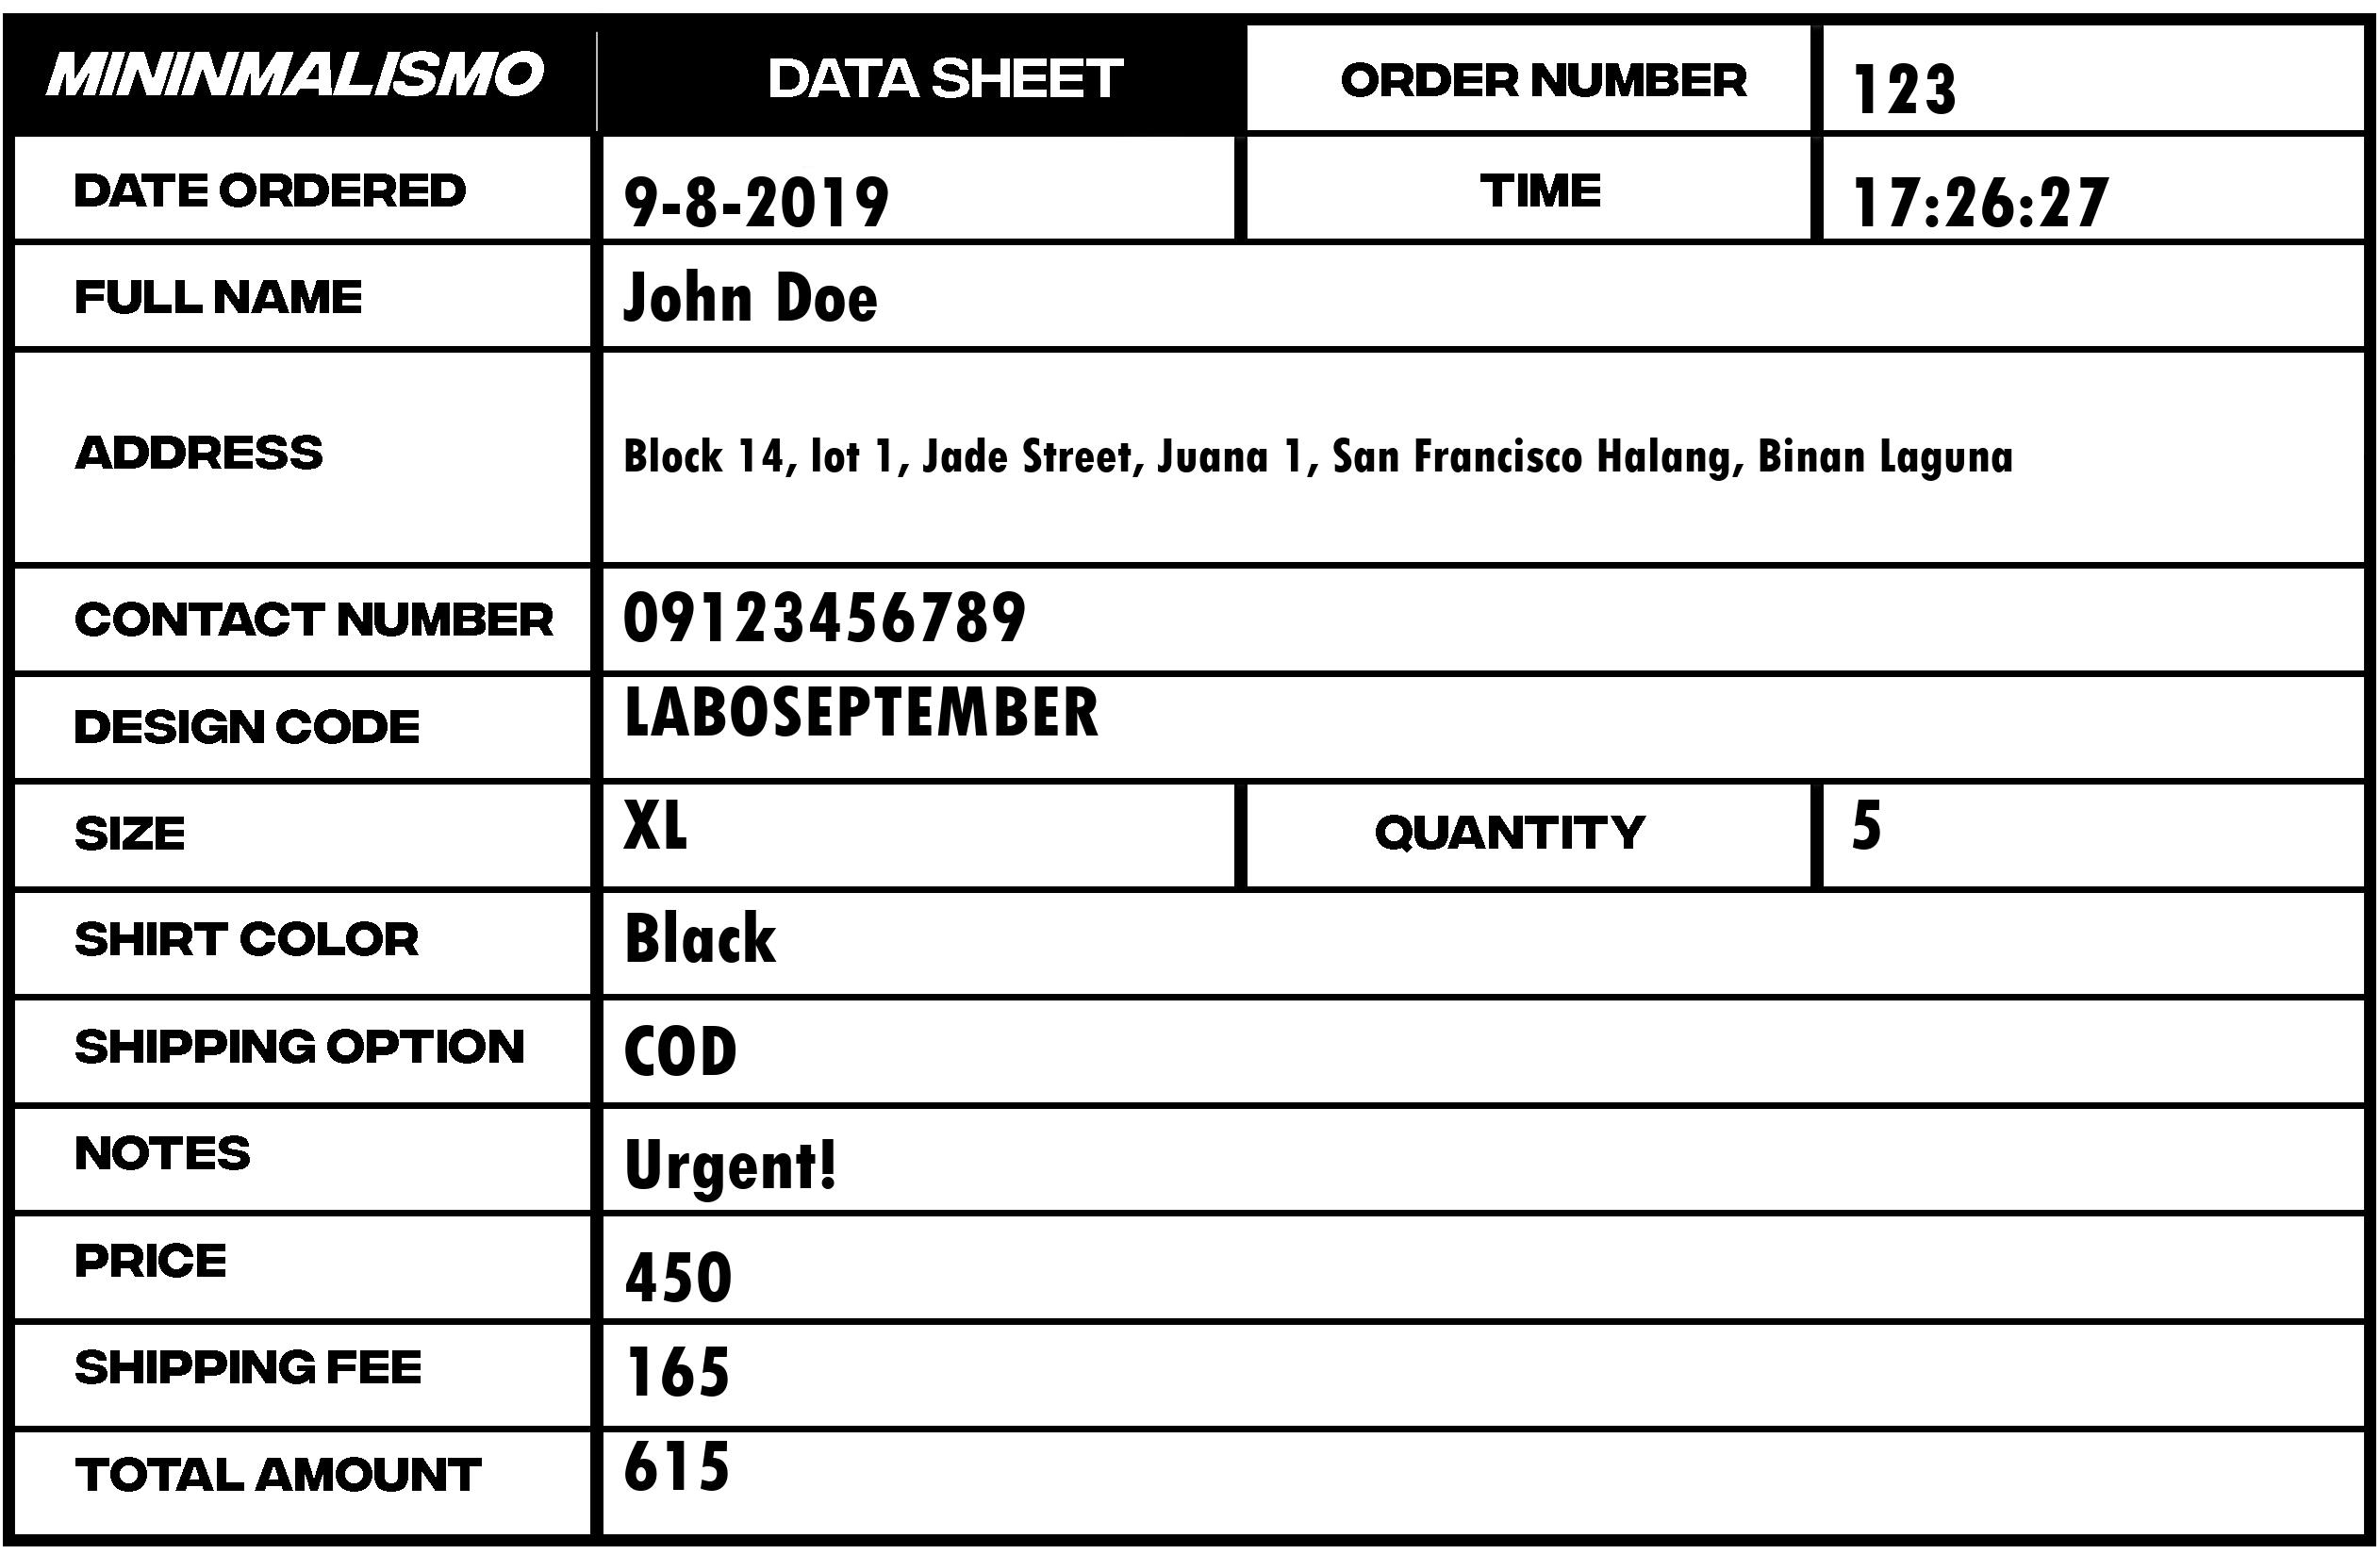 MININMALISMO DATA SHEET ORDER NUMBER 123
DATE ORDERED 9-8-2019 TIME 17:26:27
FULL NAME John Doe
ADDRESS Block 14, lot 1, Jade Street, Juana 1, San Francisco Halang, Binan Laguna
CONTACT NUMBER 09123456789
DESIGN CODE LABOSEPTEMBER
SIZE XL QUANTITY 5
SHIRT COLOR Black
SHIPPING OPTION COD
NOTES Urgent!
PRICE 450
SHIPPING FEE 165
TOTAL AMOUNT 615